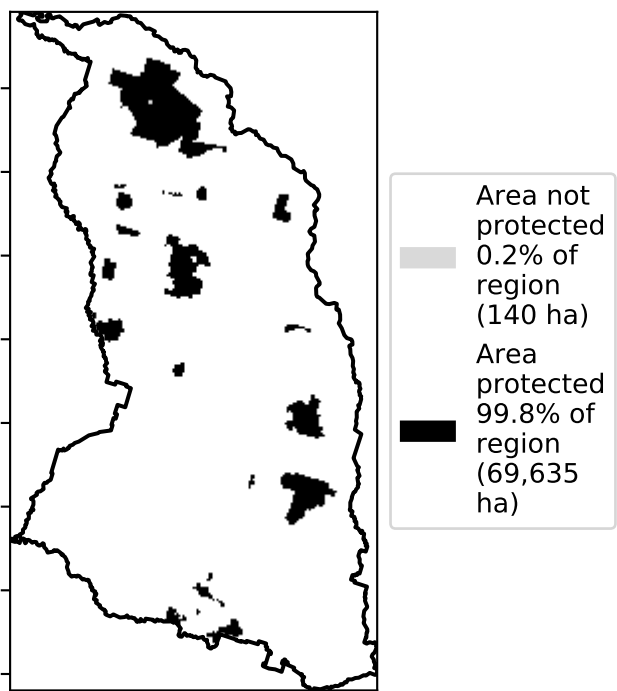 Area not
protected
0.2% of
region
(140 ha)
Area
protected
99.8% of
region
(69,635
ha)